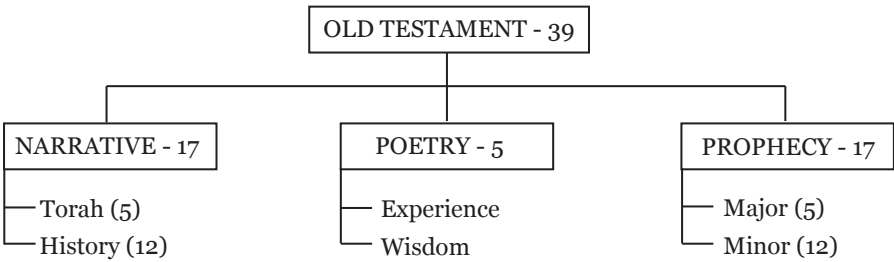 OLD TESTAMENT - 39
NARRATIVE - 17
Torah (5)
History (12)
POETRY - 5
Experience
Wisdom
PROPHECY - 17
Major (5)
Minor (12)